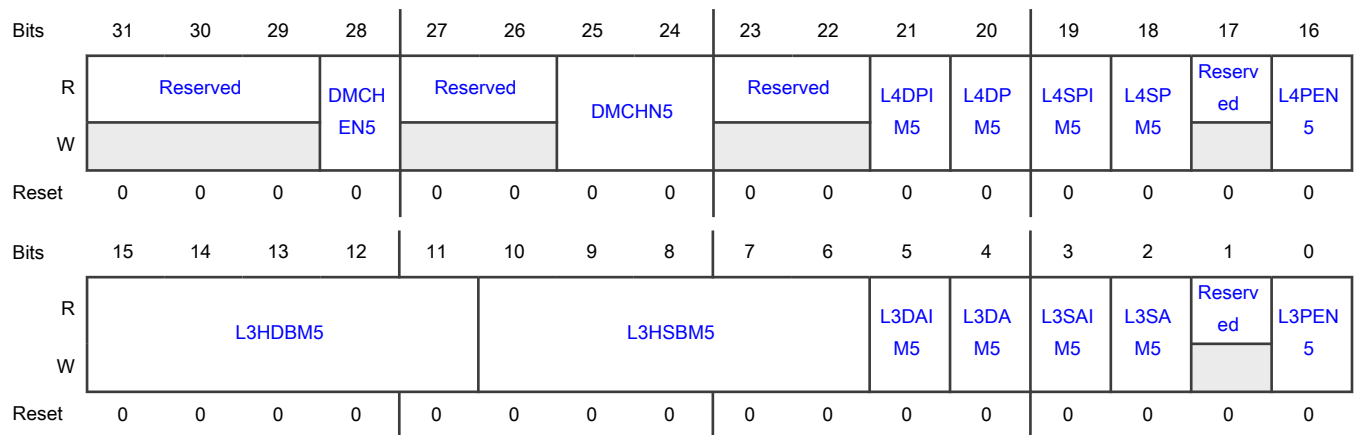 Bits 31 30 29 28 27 26 25 24 23 22 21 20 19 18 17 16
R Reserved DMCH Reserved DMCHN5 Reserved L4DPI L4DP L4SPI L4SP Reserv L4PEN
EN5 M5 M5 M5 M5 ed 5
W
Reset 0 0 0 0 0 0 0 0 0 0 0 0 0 0 0 0
Bits 15 14 13 12 11 10 9 8 7 6 5 4 3 2 1 0
R L3HDBM5 L3HSBM5 L3DAI L3DA L3SAI L3SA Reserv L3PEN
M5 M5 M5 M5 ed 5
W
Reset 0 0 0 0 0 0 0 0 0 0 0 0 0 0 0 0